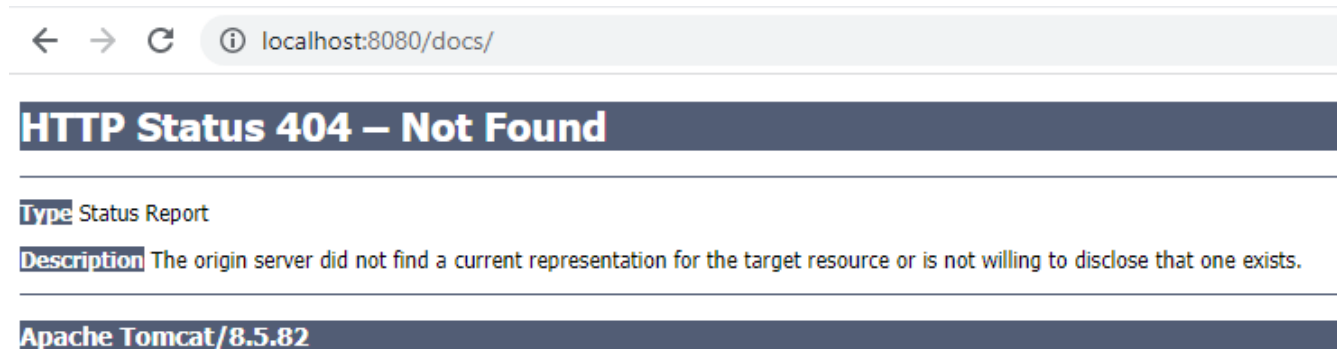 localhost:8080/docs/
HTTP Status 404 – Not Found
Type Status Report
Description The origin server did not find a current representation for the target resource or is not willing to disclose that one exists.
Apache Tomcat/8.5.82